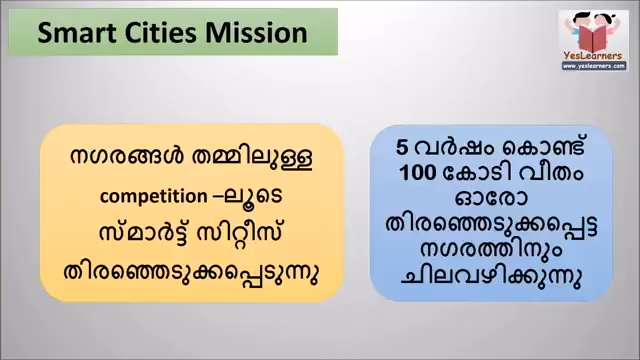 Smart Cities Mission
YesLearners
www.yeslearners.com
നഗരങ്ങൾ തമ്മിലുള്ള
competition –ലൂടെ
സ്മാർട്ട് സിറ്റീസ്
തിരഞ്ഞെടുക്കപ്പെടുന്നു
5 വർഷം കൊണ്ട്
100 കോടി വീതം
ഓരോ
തിരഞ്ഞെടുക്കപ്പെട്ട
നഗരത്തിനും
ചിലവഴിക്കുന്നു